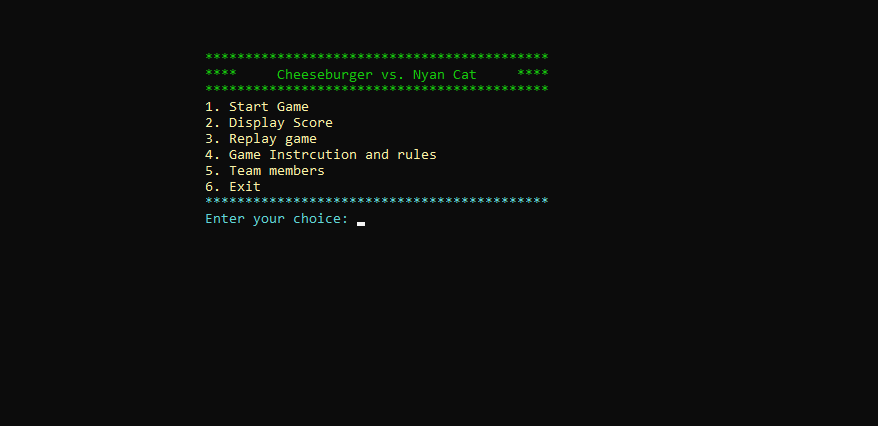 *******************************************
****     Cheeseburger vs. Nyan Cat     ****
*******************************************
1. Start Game
2. Display Score
3. Replay game
4. Game Instrcution and rules
5. Team members
6. Exit
*******************************************
Enter your choice: